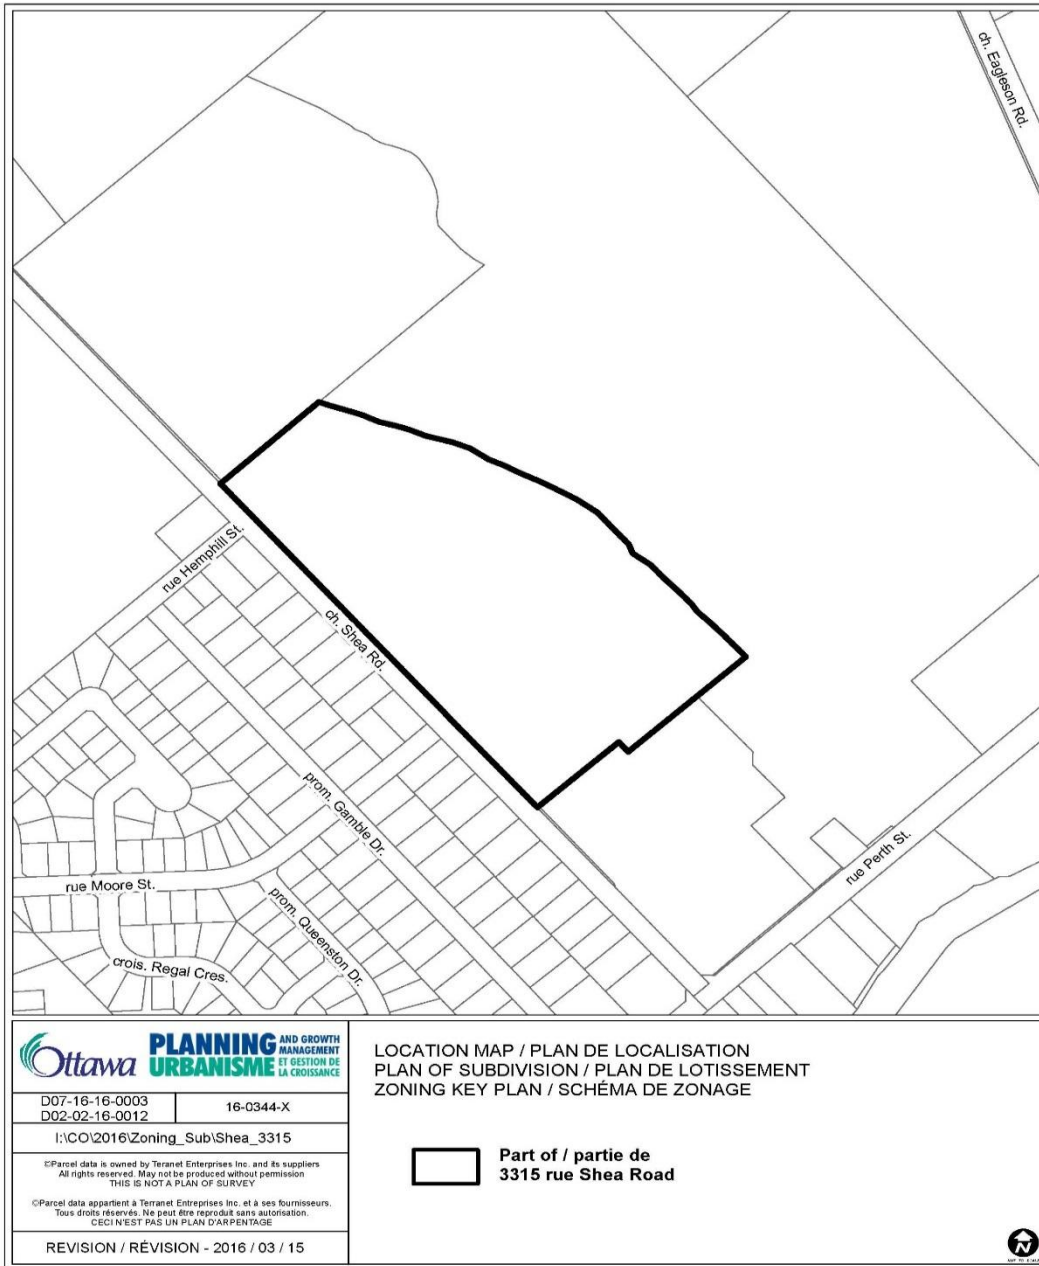 ch. Eagleson Rd.
rue Hemphill St.
ch. Shea Rd.
prom. Gamble Dr.
rue Perth St.
rue Moore St.
prom. Queenston Dr.
crois. Regal Cres.
Ottawa
PLANNING AND GROWTH MANAGEMENT
URBANISME ET GESTION DE LA CROISSANCE
D07-16-16-0003
D02-02-16-0012
16-0344-X
I:\CO\2016\Zoning_Sub\Shea_3315
©Parcel data is owned by Teranet Enterprises Inc. and its suppliers
All rights reserved. May not be produced without permission
THIS IS NOT A PLAN OF SURVEY
©Parcel data appartient à Terranet Enterprises Inc. et à ses fournisseurs.
Tous droits réservés. Ne peut être reproduit sans autorisation.
CECI N'EST PAS UN PLAN D'ARPENTAGE
REVISION / RÉVISION - 2016 / 03 / 15
LOCATION MAP / PLAN DE LOCALISATION
PLAN OF SUBDIVISION / PLAN DE LOTISSEMENT
ZONING KEY PLAN / SCHÉMA DE ZONAGE
Part of / partie de
3315 rue Shea Road
N